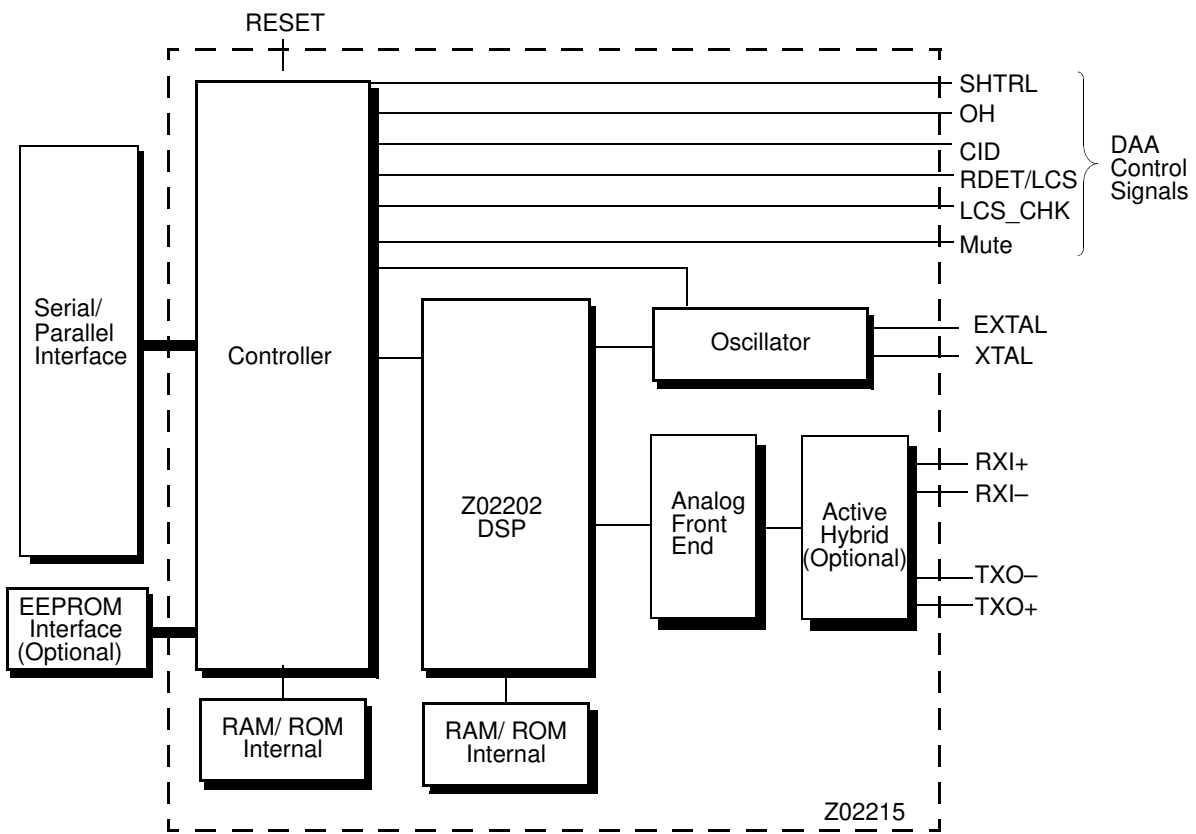 RESET
SHTRL
OH
CID
RDET/LCS
LCS_CHK
Mute
DAA
Control
Signals
Serial/
Parallel
Interface
Controller
Oscillator
EXTAL
XTAL
Z02202
DSP
Analog
Front
End
Active
Hybrid
(Optional)
RXI+
RXI–
TXO–
TXO+
EEPROM
Interface
(Optional)
RAM/ ROM
Internal
RAM/ ROM
Internal
Z02215